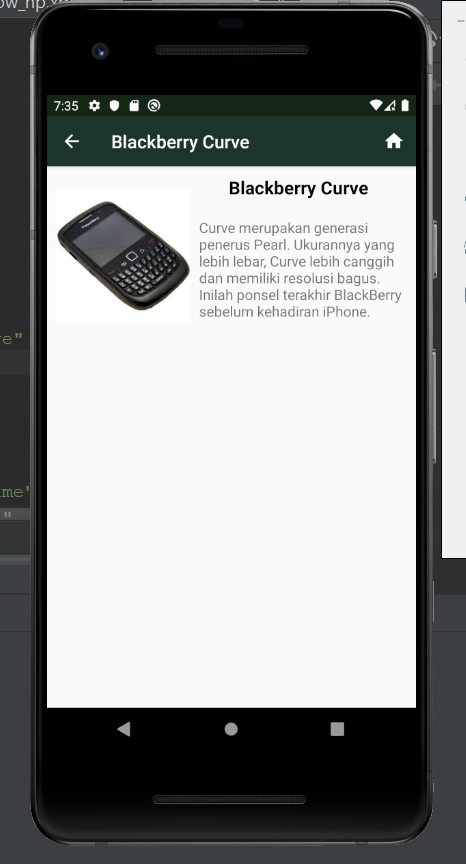 7:35
Blackberry Curve
Blackberry Curve
Curve merupakan generasi
penerus Pearl. Ukurannya yang
lebih lebar, Curve lebih canggih
dan memiliki resolusi bagus.
Inilah ponsel terakhir BlackBerry
sebelum kehadiran iPhone.